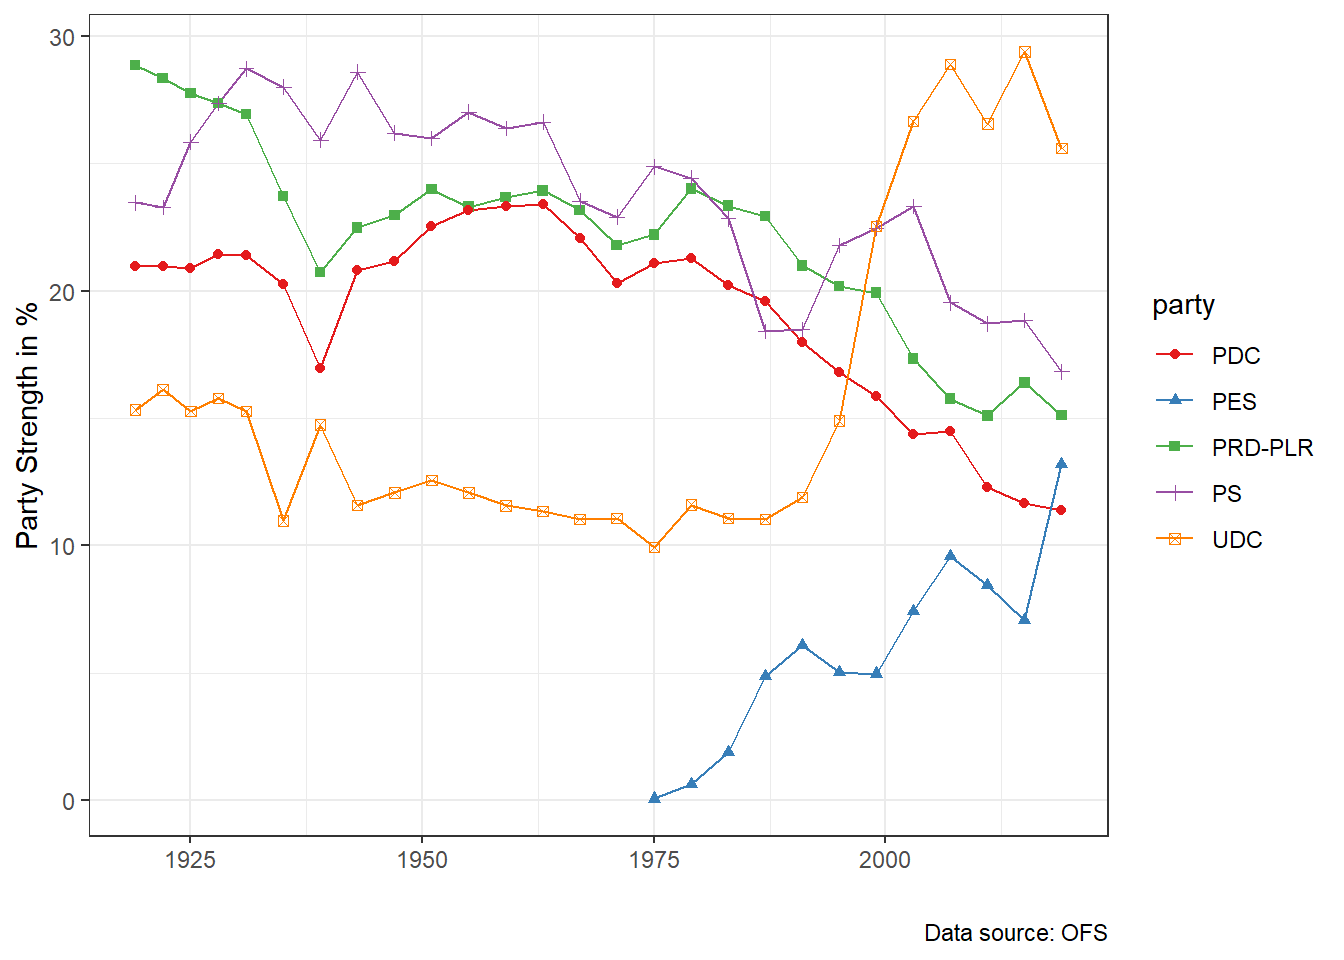 30
20
10
0
Party Strength in %
1925 1950 1975 2000
party
PDC
PES
PRD-PLR
PS
UDC
Data source: OFS